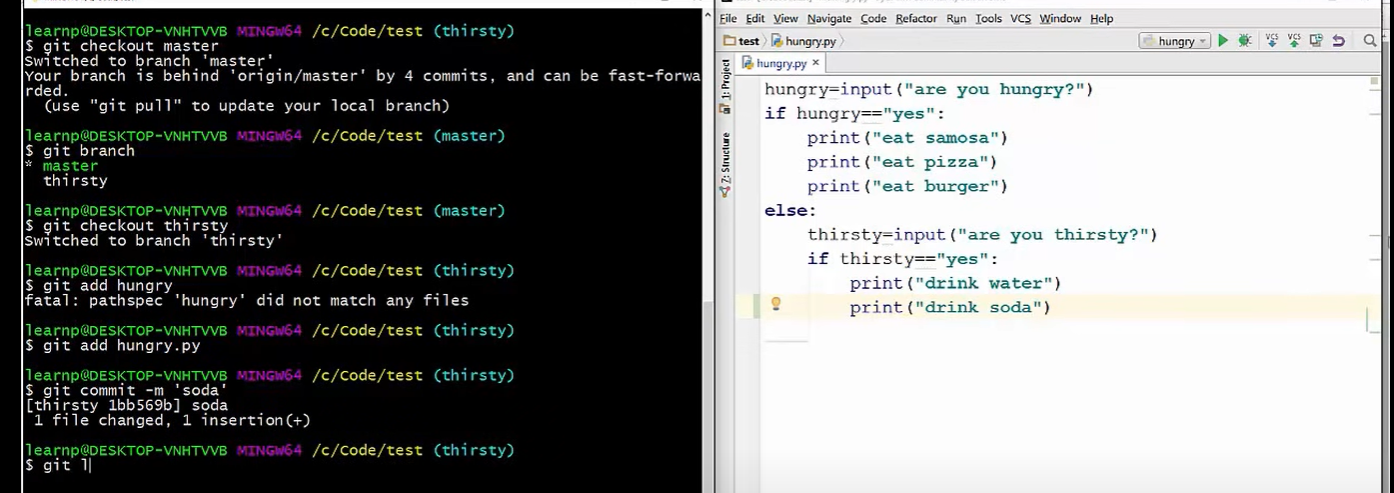 learnp@DESKTOP-VNHTVVB MINGW64 /c/Code/test (thirsty)
$ git checkout master
Switched to branch 'master'
Your branch is behind 'origin/master' by 4 commits, and can be fast-forwa
rded.
(use "git pull" to update your local branch)
learnp@DESKTOP-VNHTVVB MINGW64 /c/Code/test (master)
$ git branch
* master
thirsty
learnp@DESKTOP-VNHTVVB MINGW64 /c/Code/test (master)
$ git checkout thirsty
Switched to branch 'thirsty'
learnp@DESKTOP-VNHTVVB MINGW64 /c/Code/test (thirsty)
$ git add hungry
fatal: pathspec 'hungry' did not match any files
learnp@DESKTOP-VNHTVVB MINGW64 /c/Code/test (thirsty)
$ git add hungry.py
learnp@DESKTOP-VNHTVVB MINGW64 /c/Code/test (thirsty)
$ git commit -m 'soda'
[thirsty 1bb569b] soda
1 file changed, 1 insertion(+)
learnp@DESKTOP-VNHTVVB MINGW64 /c/Code/test (thirsty)
$ git l
File Edit View Navigate Code Refactor Run Tools VCS Window Help
test hungry.py hungry VCS VCS
hungry.py
1: Project
Z: Structure
hungry=input("are you hungry?")
if hungry=="yes":
print("eat samosa")
print("eat pizza")
print("eat burger")
else:
thirsty=input("are you thirsty?")
if thirsty=="yes":
print("drink water")
print("drink soda")